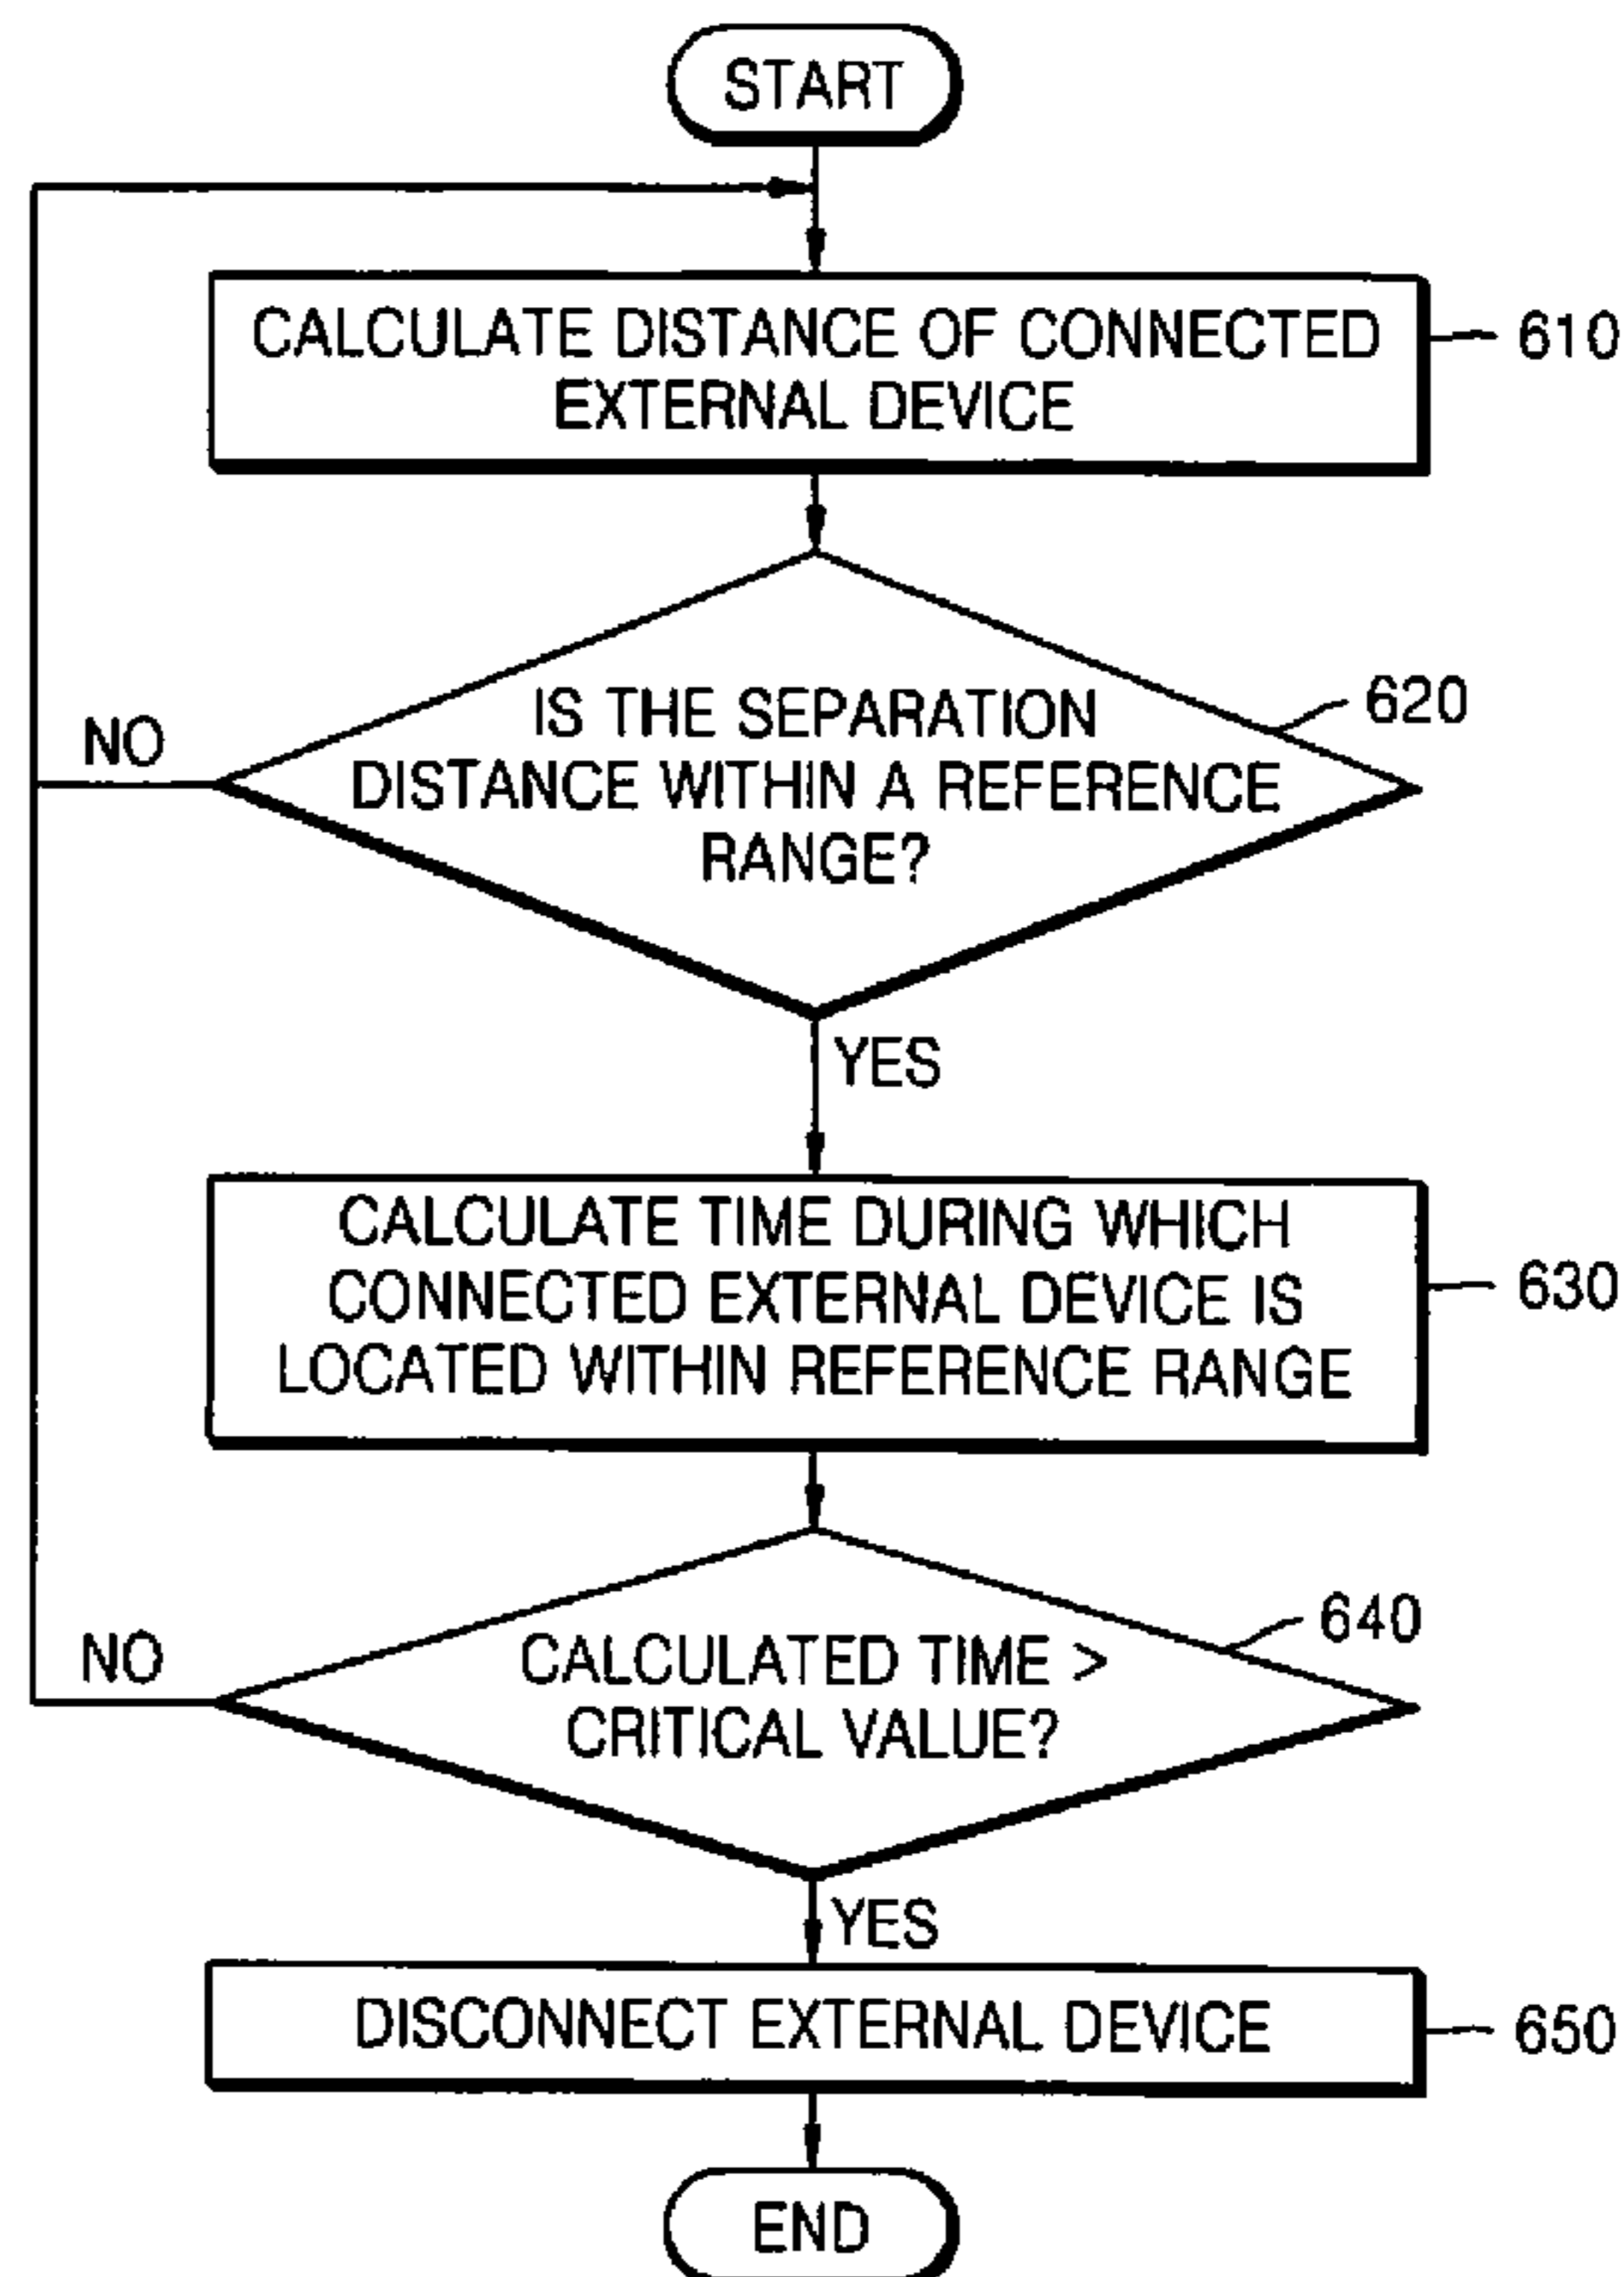 START
CALCULATE DISTANCE OF CONNECTED
EXTERNAL DEVICE
610
IS THE SEPARATION
DISTANCE WITHIN A REFERENCE
RANGE?
620
NO
YES
CALCULATE TIME DURING WHICH
CONNECTED EXTERNAL DEVICE IS
LOCATED WITHIN REFERENCE RANGE
630
CALCULATED TIME >
CRITICAL VALUE?
640
NO
YES
DISCONNECT EXTERNAL DEVICE
650
END